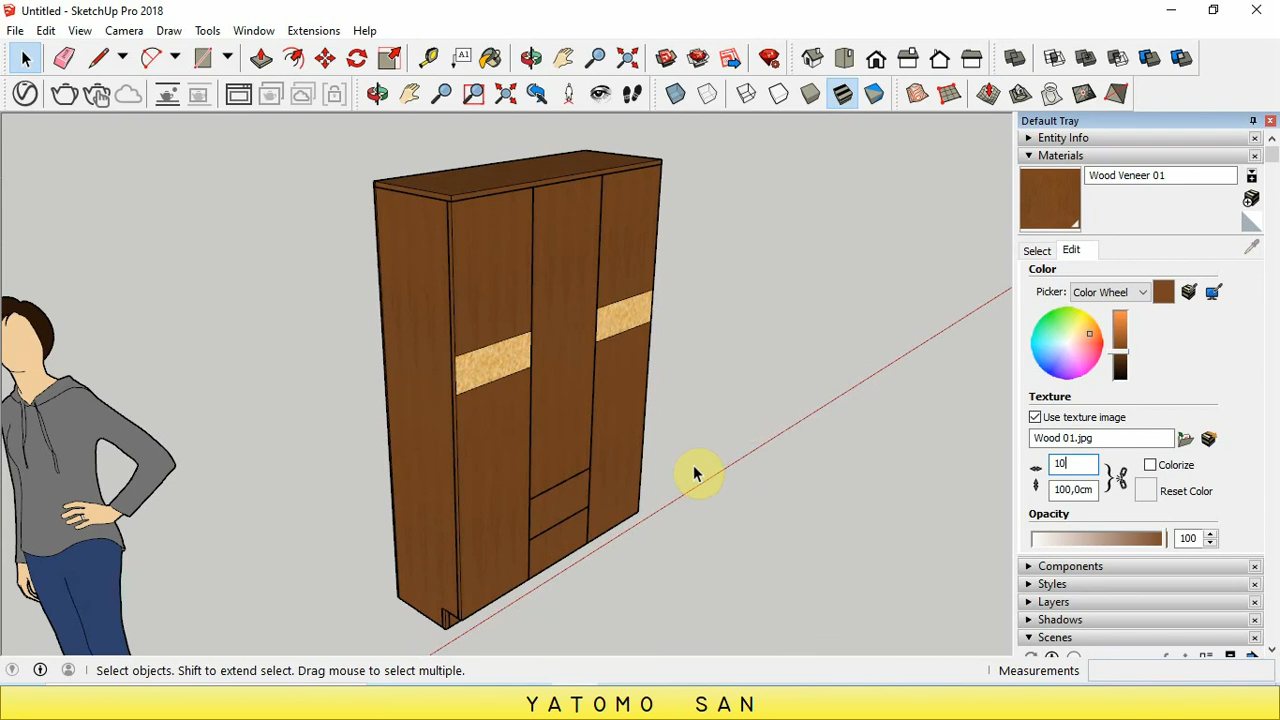 Untitled - SketchUp Pro 2018
File Edit View Camera Draw Tools Window Extensions Help
A1
Default Tray
Entity Info
Materials
Wood Veneer 01
Select Edit
Color
Picker: Color Wheel
Texture
Use texture image
Wood 01.jpg
10
Colorize
100,0cm
Reset Color
Opacity
100
Components
Styles
Layers
Shadows
Scenes
Select objects. Shift to extend select. Drag mouse to select multiple.
Measurements
YATOMO SAN